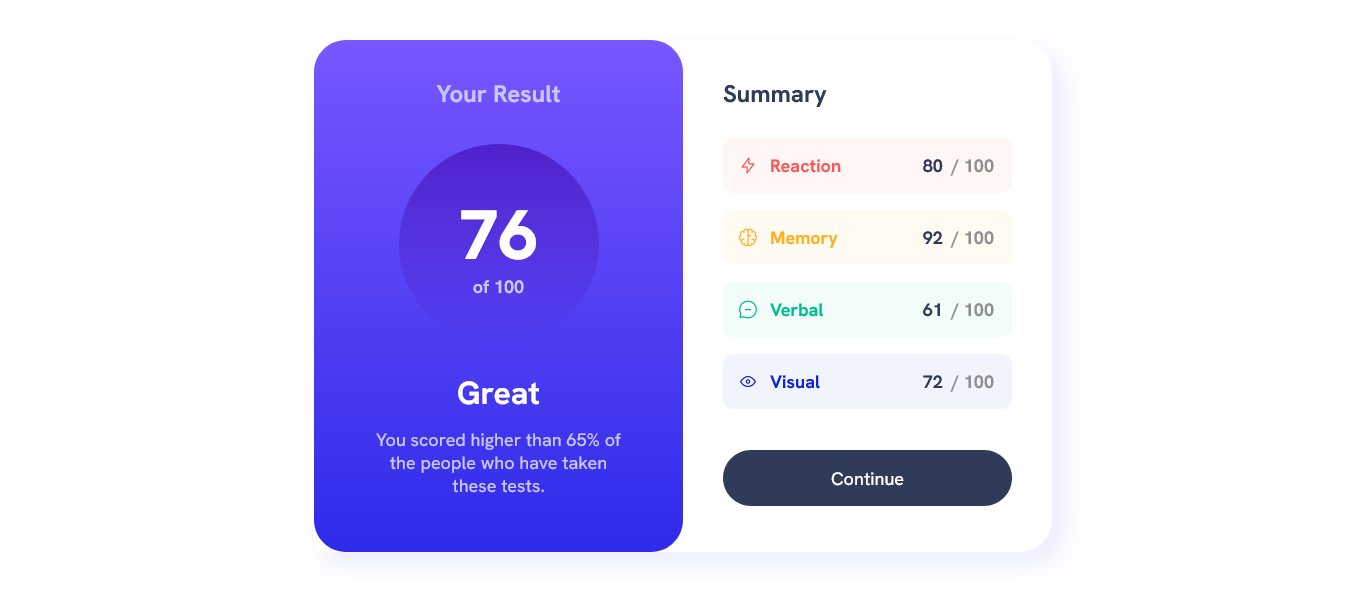 Your Result
76
of 100
Great
You scored higher than 65% of
the people who have taken
these tests.
Summary
Reaction 80 / 100
Memory 92 / 100
Verbal 61 / 100
Visual 72 / 100
Continue